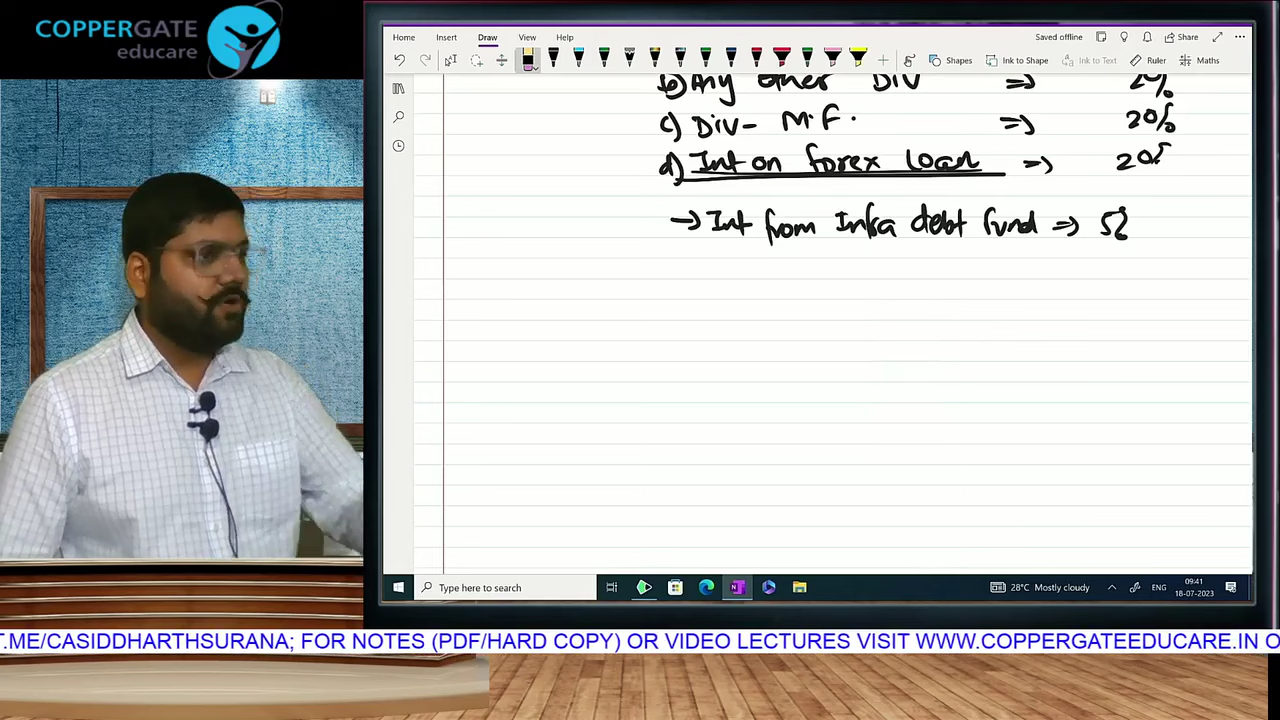 COPPERGATE
educare
Home Insert Draw View Help
Saved offline Share
Shapes Ink to Shape Ink to Text Ruler Maths
b) Any other Div ⇒ 20%
c) Div- M.F. ⇒ 20%
d) Int on forex loan ⇒ 20%
→ Int from Infra debt fund ⇒ 5%
Type here to search
28°C Mostly cloudy ENG 09:41
18-07-2023
T.ME/CASIDDHARTHSURANA; FOR NOTES (PDF/HARD COPY) OR VIDEO LECTURES VISIT WWW.COPPERGATEEDUCARE.IN O